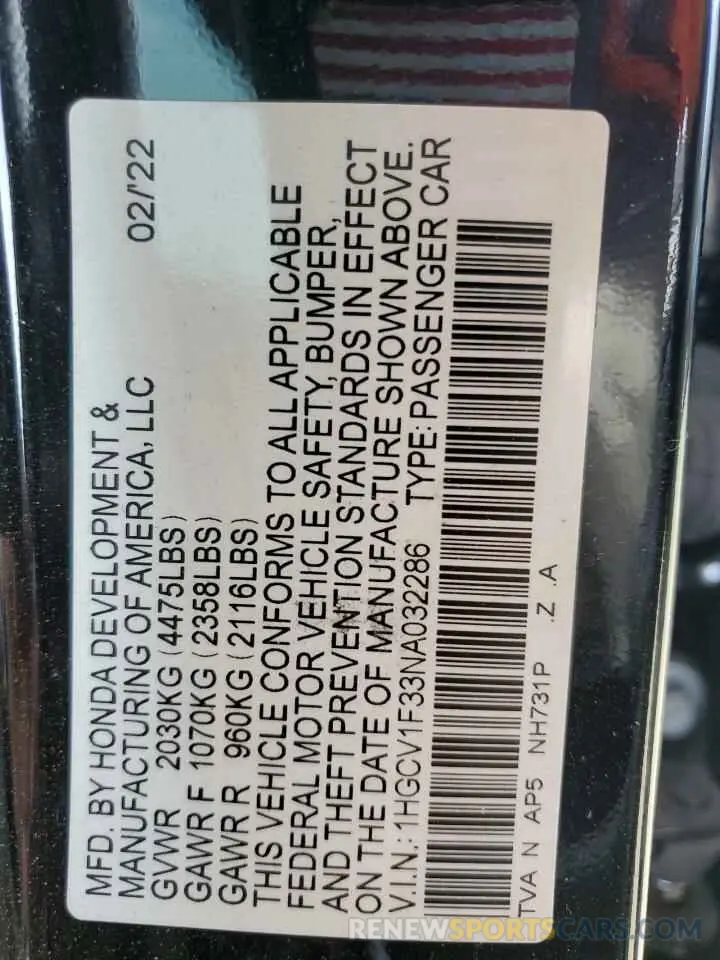 MFD. BY HONDA DEVELOPMENT &
MANUFACTURING OF AMERICA, LLC 02/'22
GVWR 2030KG (4475LBS)
GAWR F 1070KG (2358LBS)
GAWR R 960KG (2116LBS)
THIS VEHICLE CONFORMS TO ALL APPLICABLE
FEDERAL MOTOR VEHICLE SAFETY, BUMPER,
AND THEFT PREVENTION STANDARDS IN EFFECT
ON THE DATE OF MANUFACTURE SHOWN ABOVE.
V.I.N.:1HGCV1F33NA032286 TYPE:PASSENGER CAR
TVA N AP5 NH731P .Z .A
RENEWSPORTSCARS.COM